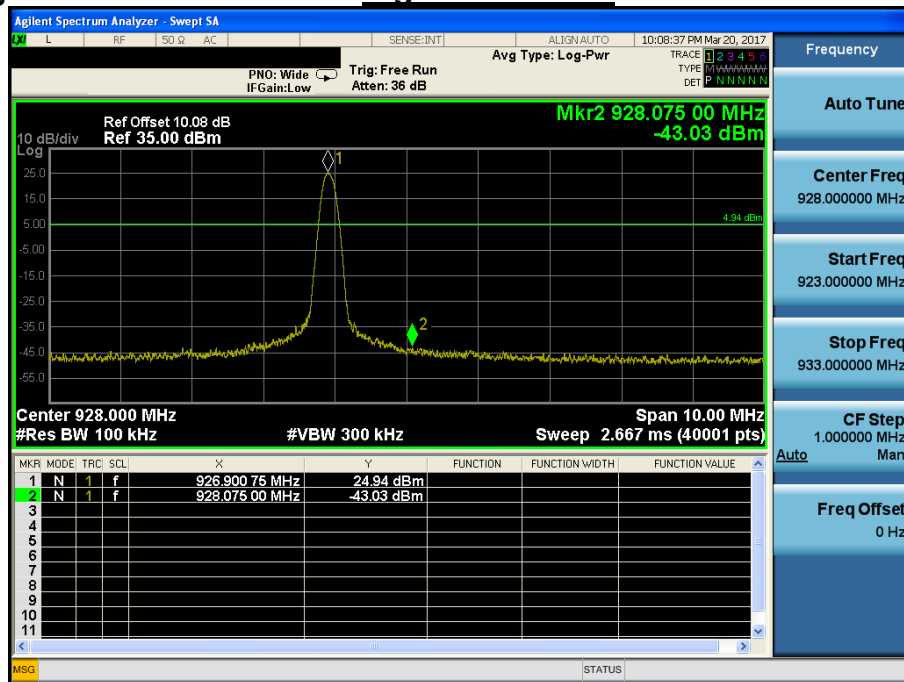 Agilent Spectrum Analyzer - Swept SA
LXI L RF 50 Ω AC SENSE:INT ALIGN AUTO 10:08:37 PM Mar 20, 2017
PNO: Wide Trig: Free Run Avg Type: Log-Pwr TRACE 1 2 3 4 5 6
IFGain:Low Atten: 36 dB TYPE M WWWWW
DET P N N N N N
Mkr2 928.075 00 MHz
Ref Offset 10.08 dB
10 dB/div Ref 35.00 dBm -43.03 dBm
Log
1
25.0
15.0
4.94 dBm
5.00
-5.00
-15.0
-25.0
-35.0
2
-45.0
-55.0
Center 928.000 MHz Span 10.00 MHz
#Res BW 100 kHz #VBW 300 kHz Sweep 2.667 ms (40001 pts)
MKR MODE TRC SCL X Y FUNCTION FUNCTION WIDTH FUNCTION VALUE
1 N 1 f 926.900 75 MHz 24.94 dBm
2 N 1 f 928.075 00 MHz -43.03 dBm
3
4
5
6
7
8
9
10
11
MSG STATUS
Frequency
Auto Tune
Center Freq
928.000000 MHz
Start Freq
923.000000 MHz
Stop Freq
933.000000 MHz
CF Step
1.000000 MHz
Auto Man
Freq Offset
0 Hz